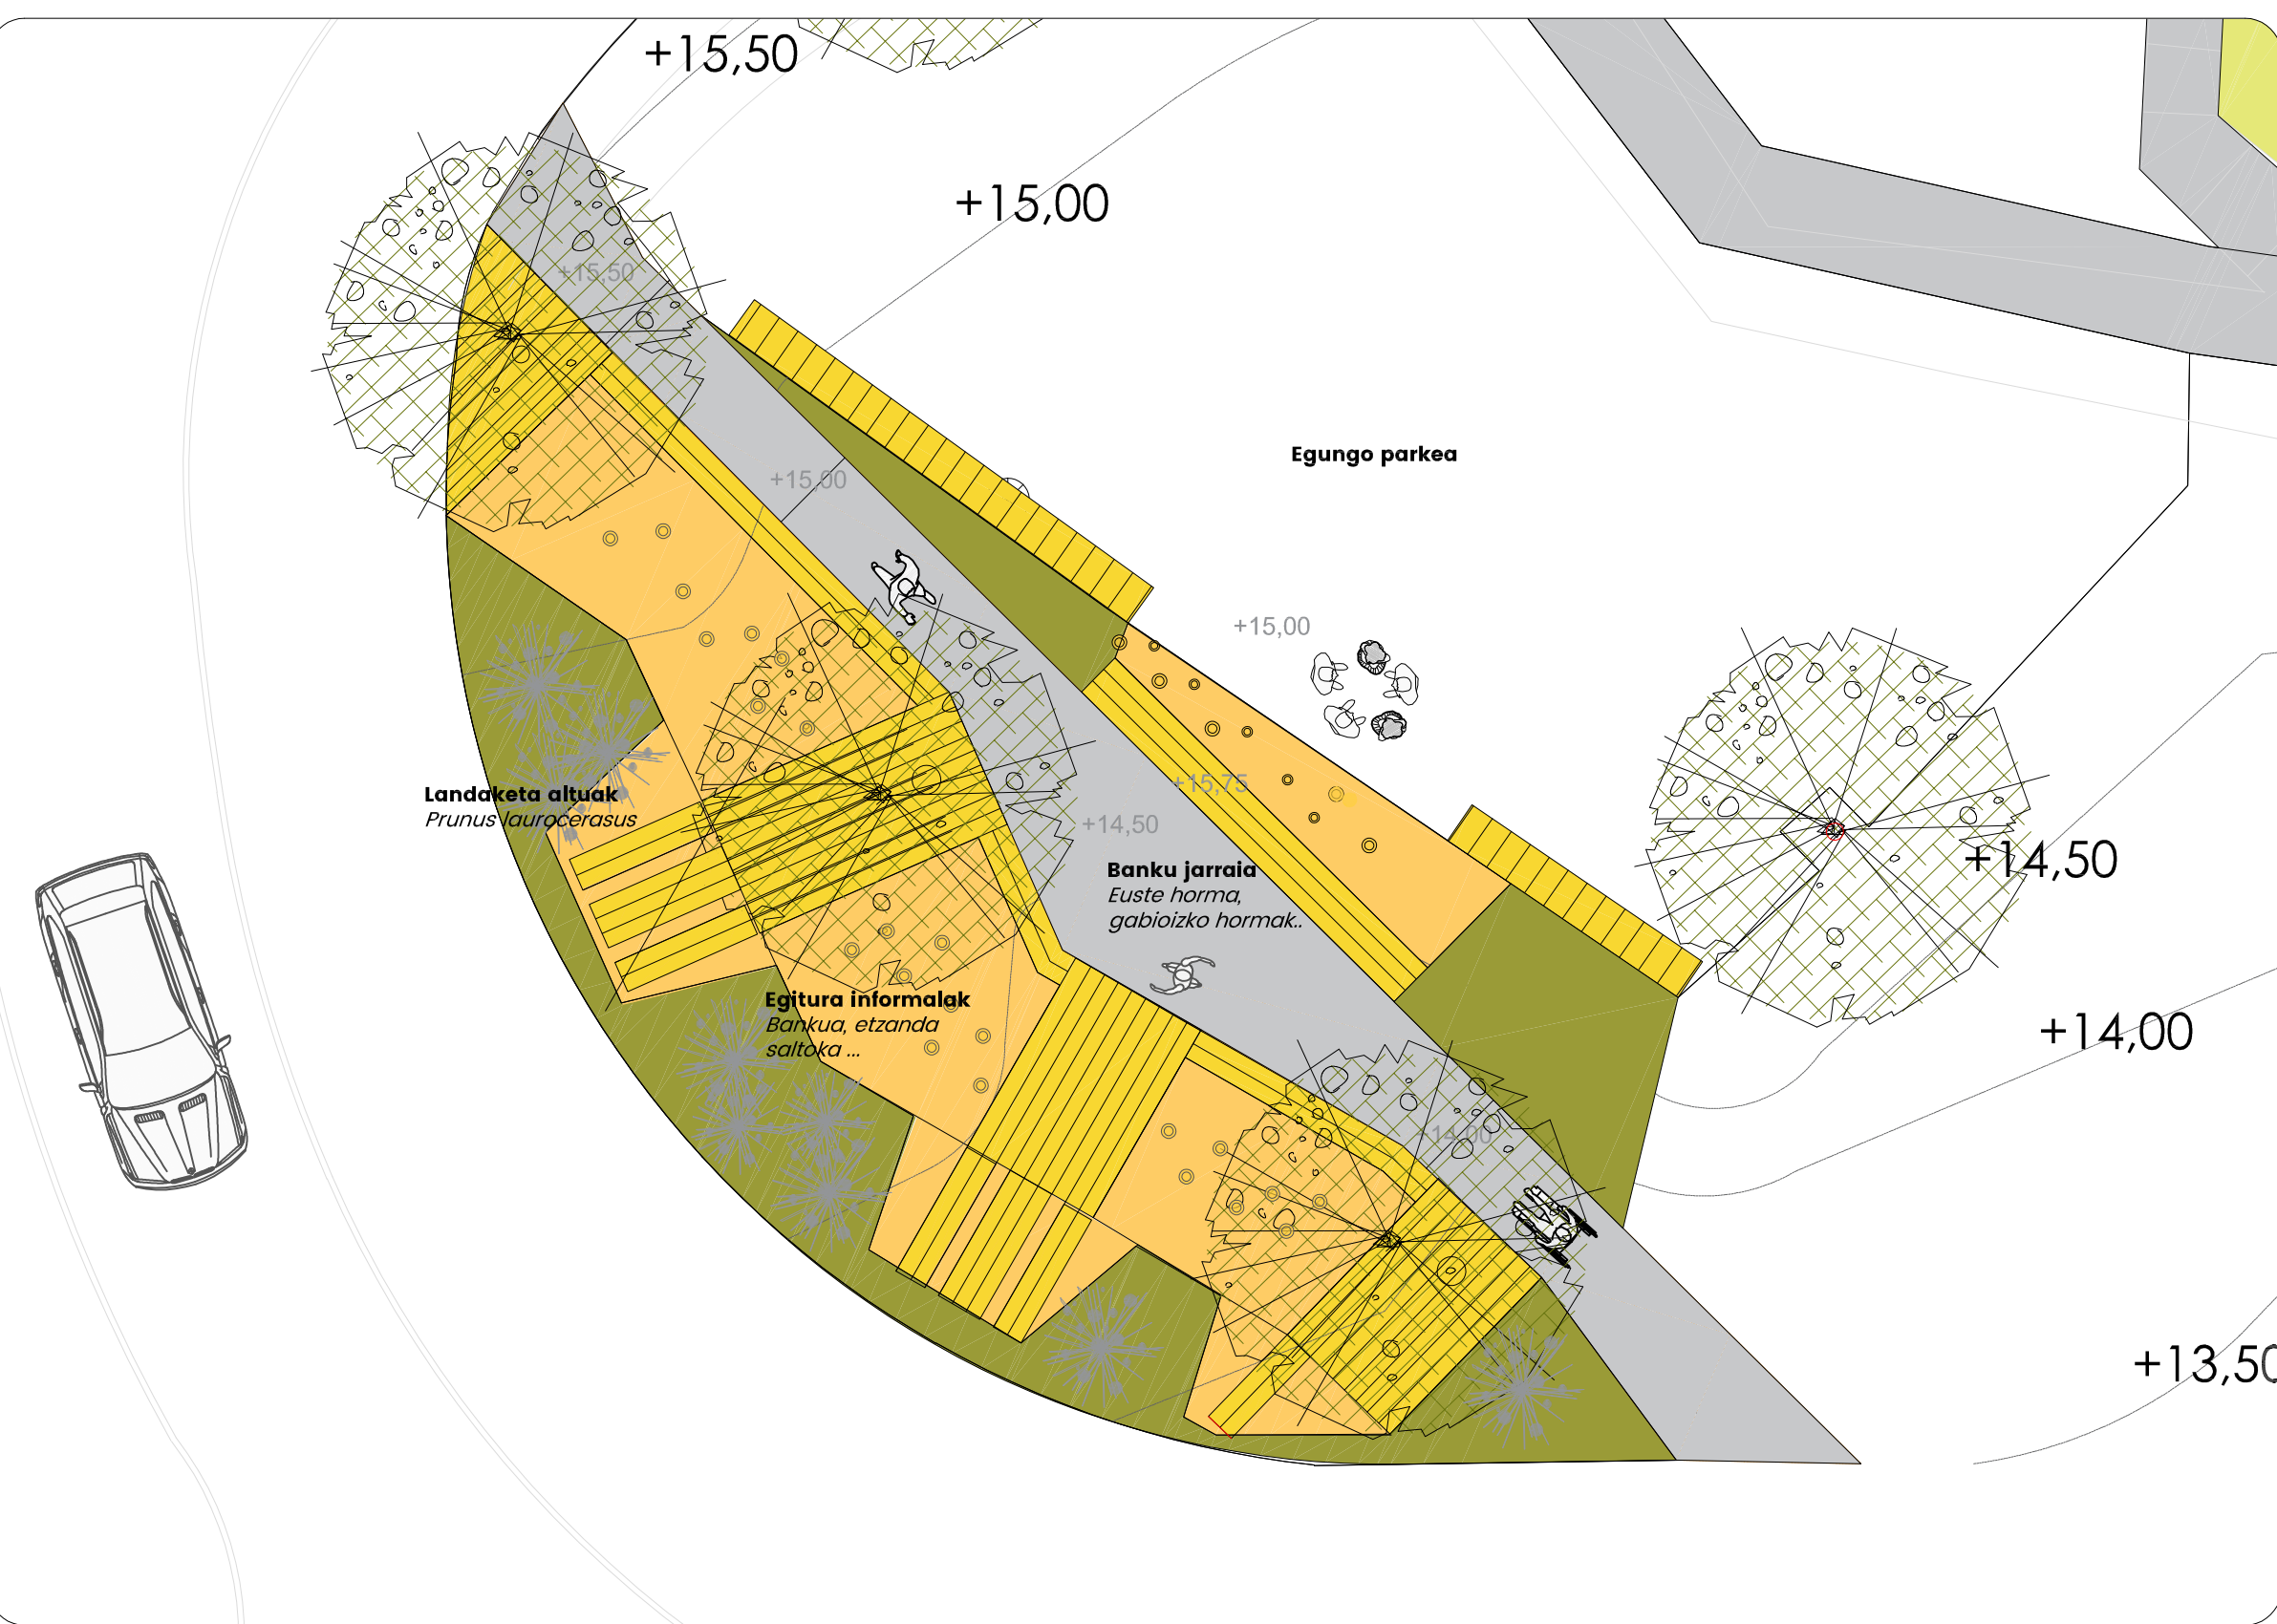 +15,50
+15,00
+15,50
Egungo parkea
+15,00
+15,00
+15,75
Landaketa altuak
Prunus laurocerasus
+14,50
+14,50
Banku jarraia
Euste horma,
gabioizko hormak..
Egitura informalak
Bankua, etzanda
saltoka ...
+14,00
+14,00
+13,50